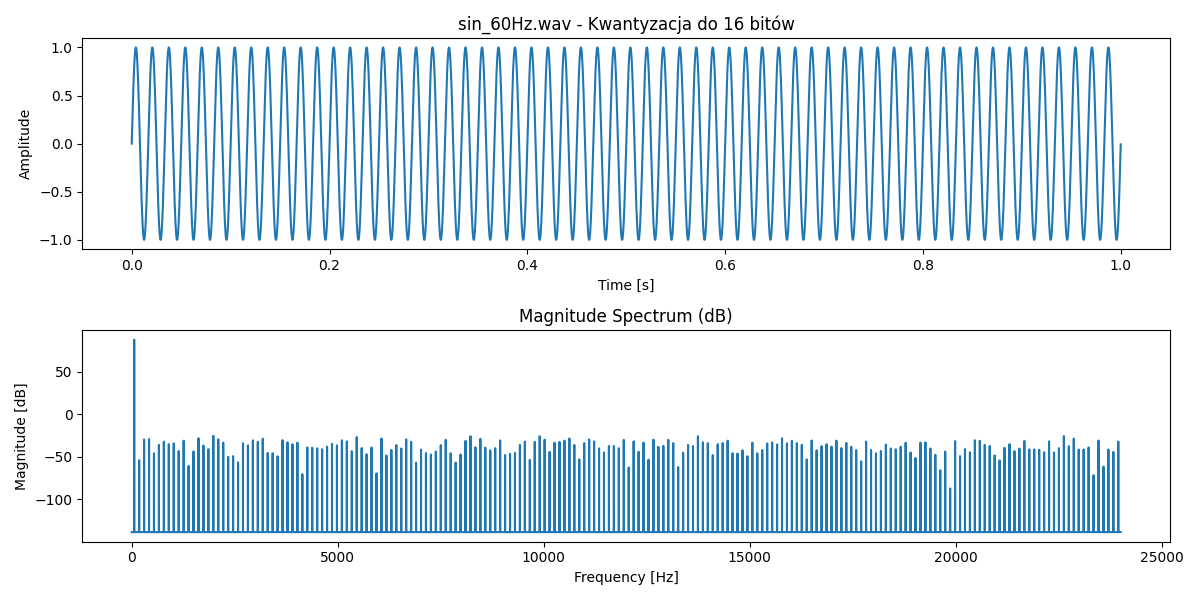 sin_60Hz.wav - Kwantyzacja do 16 bitów
1.0
0.5
0.0
−0.5
−1.0
Amplitude
0.0 0.2 0.4 0.6 0.8 1.0
Time [s]
Magnitude Spectrum (dB)
50
0
−50
−100
Magnitude [dB]
0 5000 10000 15000 20000 25000
Frequency [Hz]